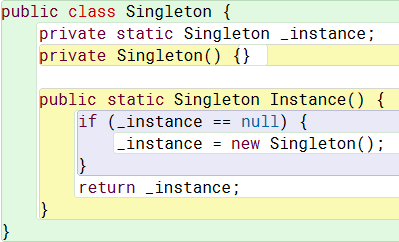 public class Singleton {
    private static Singleton _instance;
    private Singleton() {}

    public static Singleton Instance() {
        if (_instance == null) {
            _instance = new Singleton();
        }
        return _instance;
    }
}